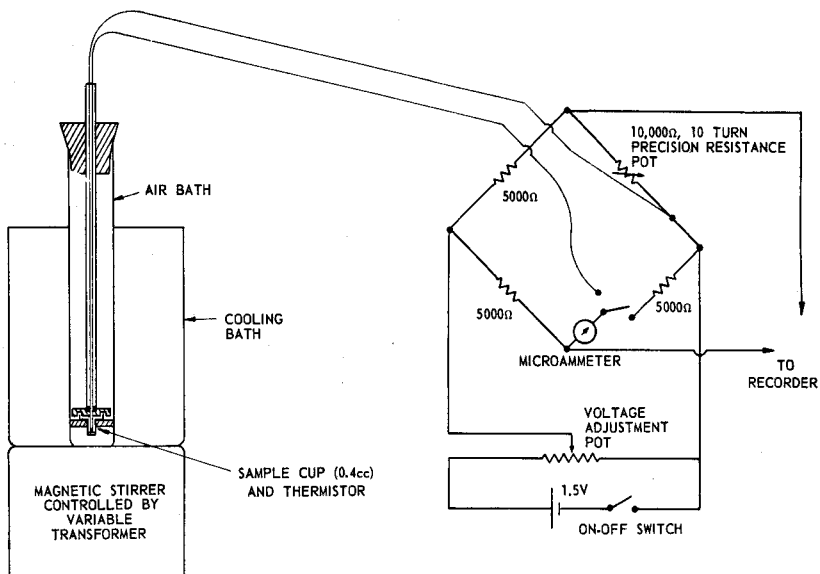 10,000Ω, 10 TURN
PRECISION RESISTANCE
POT
AIR BATH
5000Ω
5000Ω
5000Ω
COOLING
BATH
MICROAMMETER
TO
RECORDER
VOLTAGE
ADJUSTMENT
POT
SAMPLE CUP (0.4cc)
AND THERMISTOR
MAGNETIC STIRRER
CONTROLLED BY
VARIABLE
TRANSFORMER
1.5V
ON-OFF SWITCH